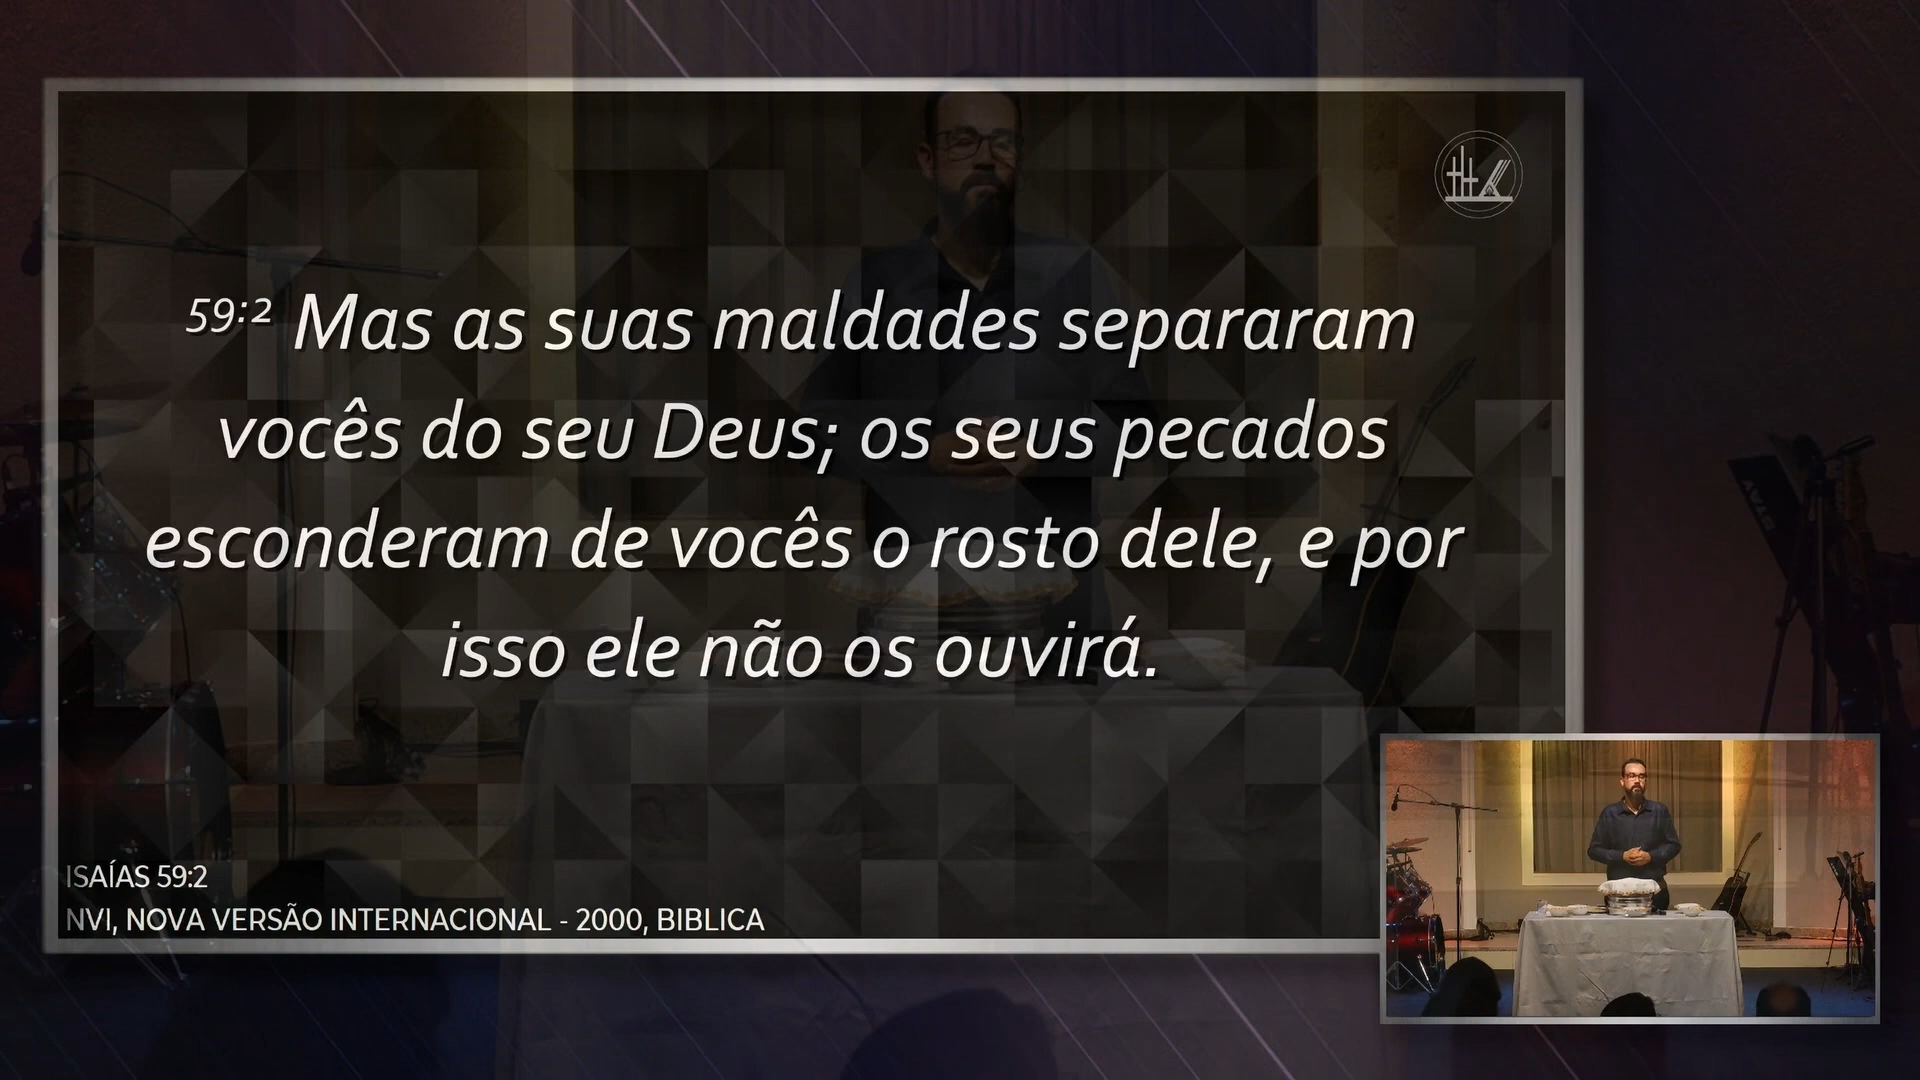 59:2 Mas as suas maldades separaram
vocês do seu Deus; os seus pecados
esconderam de vocês o rosto dele, e por
isso ele não os ouvirá.
ISAÍAS 59:2
NVI, NOVA VERSÃO INTERNACIONAL - 2000, BIBLICA